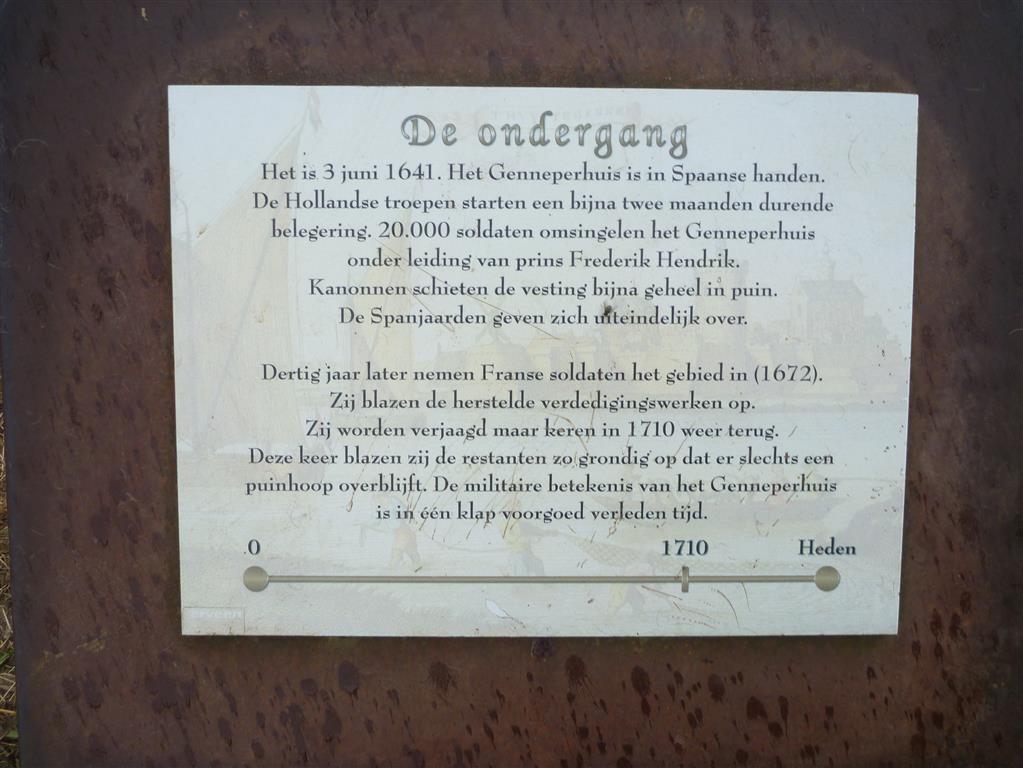 De ondergang
Het is 3 juni 1641. Het Genneperhuis is in Spaanse handen.
De Hollandse troepen starten een bijna twee maanden durende
belegering. 20.000 soldaten omsingelen het Genneperhuis
onder leiding van prins Frederik Hendrik.
Kanonnen schieten de vesting bijna geheel in puin.
De Spanjaarden geven zich uiteindelijk over.
Dertig jaar later nemen Franse soldaten het gebied in (1672).
Zij blazen de herstelde verdedigingswerken op.
Zij worden verjaagd maar keren in 1710 weer terug.
Deze keer blazen zij de restanten zo grondig op dat er slechts een
puinhoop overblijft. De militaire betekenis van het Genneperhuis
is in één klap voorgoed verleden tijd.
0 1710 Heden